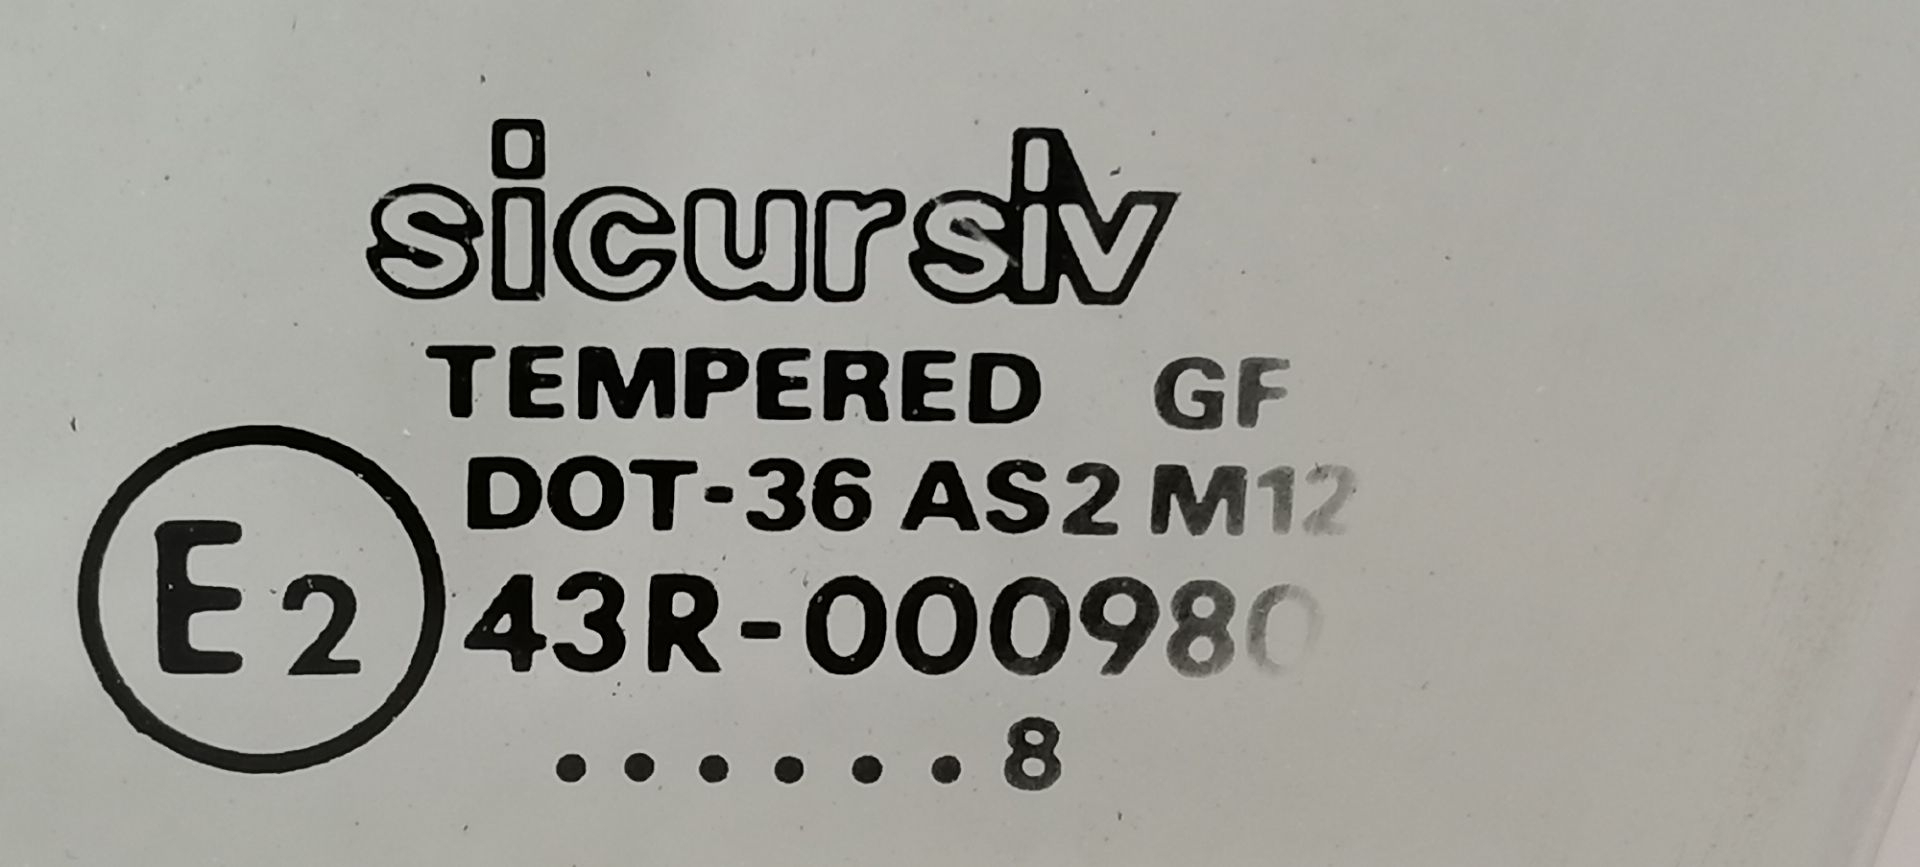 sicursiv
TEMPERED GF
DOT-36 AS2 M12
E2 43R-000980
......8